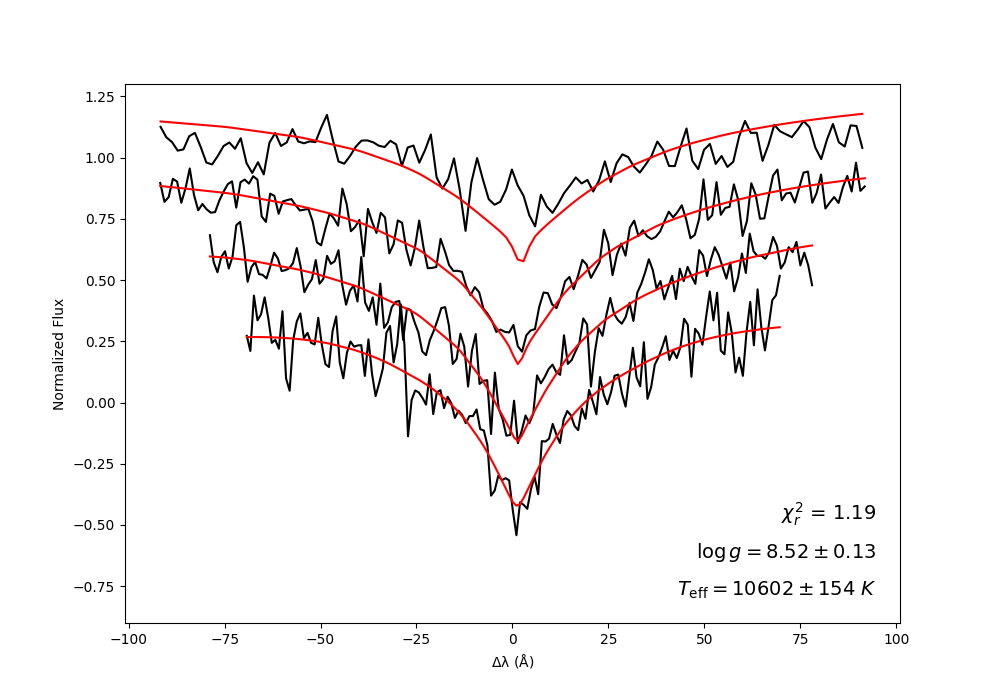 1.25
1.00
0.75
0.50
0.25
0.00
−0.25
−0.50
−0.75
Normalized Flux
χ²ᵣ = 1.19
log g = 8.52 ± 0.13
T_eff = 10602 ± 154 K
−100 −75 −50 −25 0 25 50 75 100
Δλ (Å)